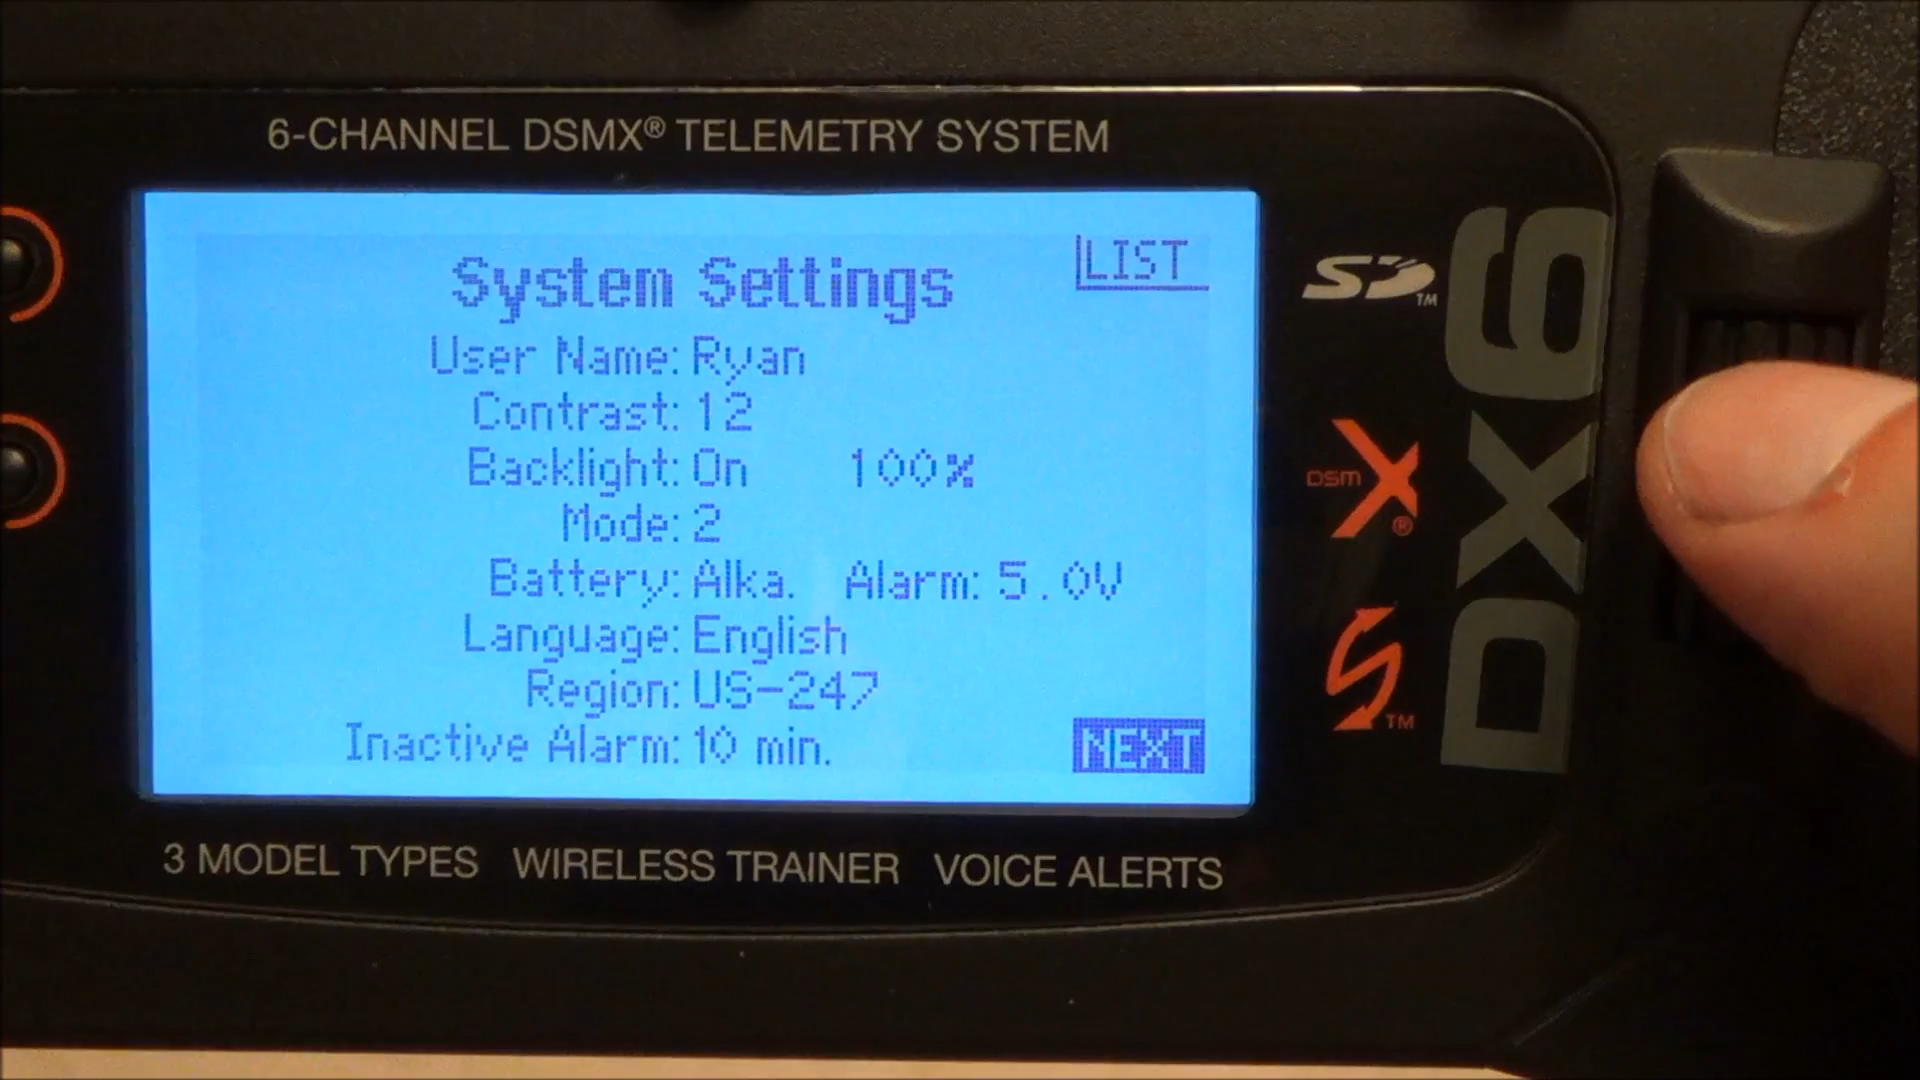 6-CHANNEL DSMX® TELEMETRY SYSTEM
LIST
System Settings
User Name: Ryan
Contrast: 12
Backlight: On 100%
Mode: 2
Battery: Alka. Alarm: 5.0V
Language: English
Region: US-247
Inactive Alarm: 10 min.
NEXT
SD™
DSM X®
S™
DX6
3 MODEL TYPES WIRELESS TRAINER VOICE ALERTS